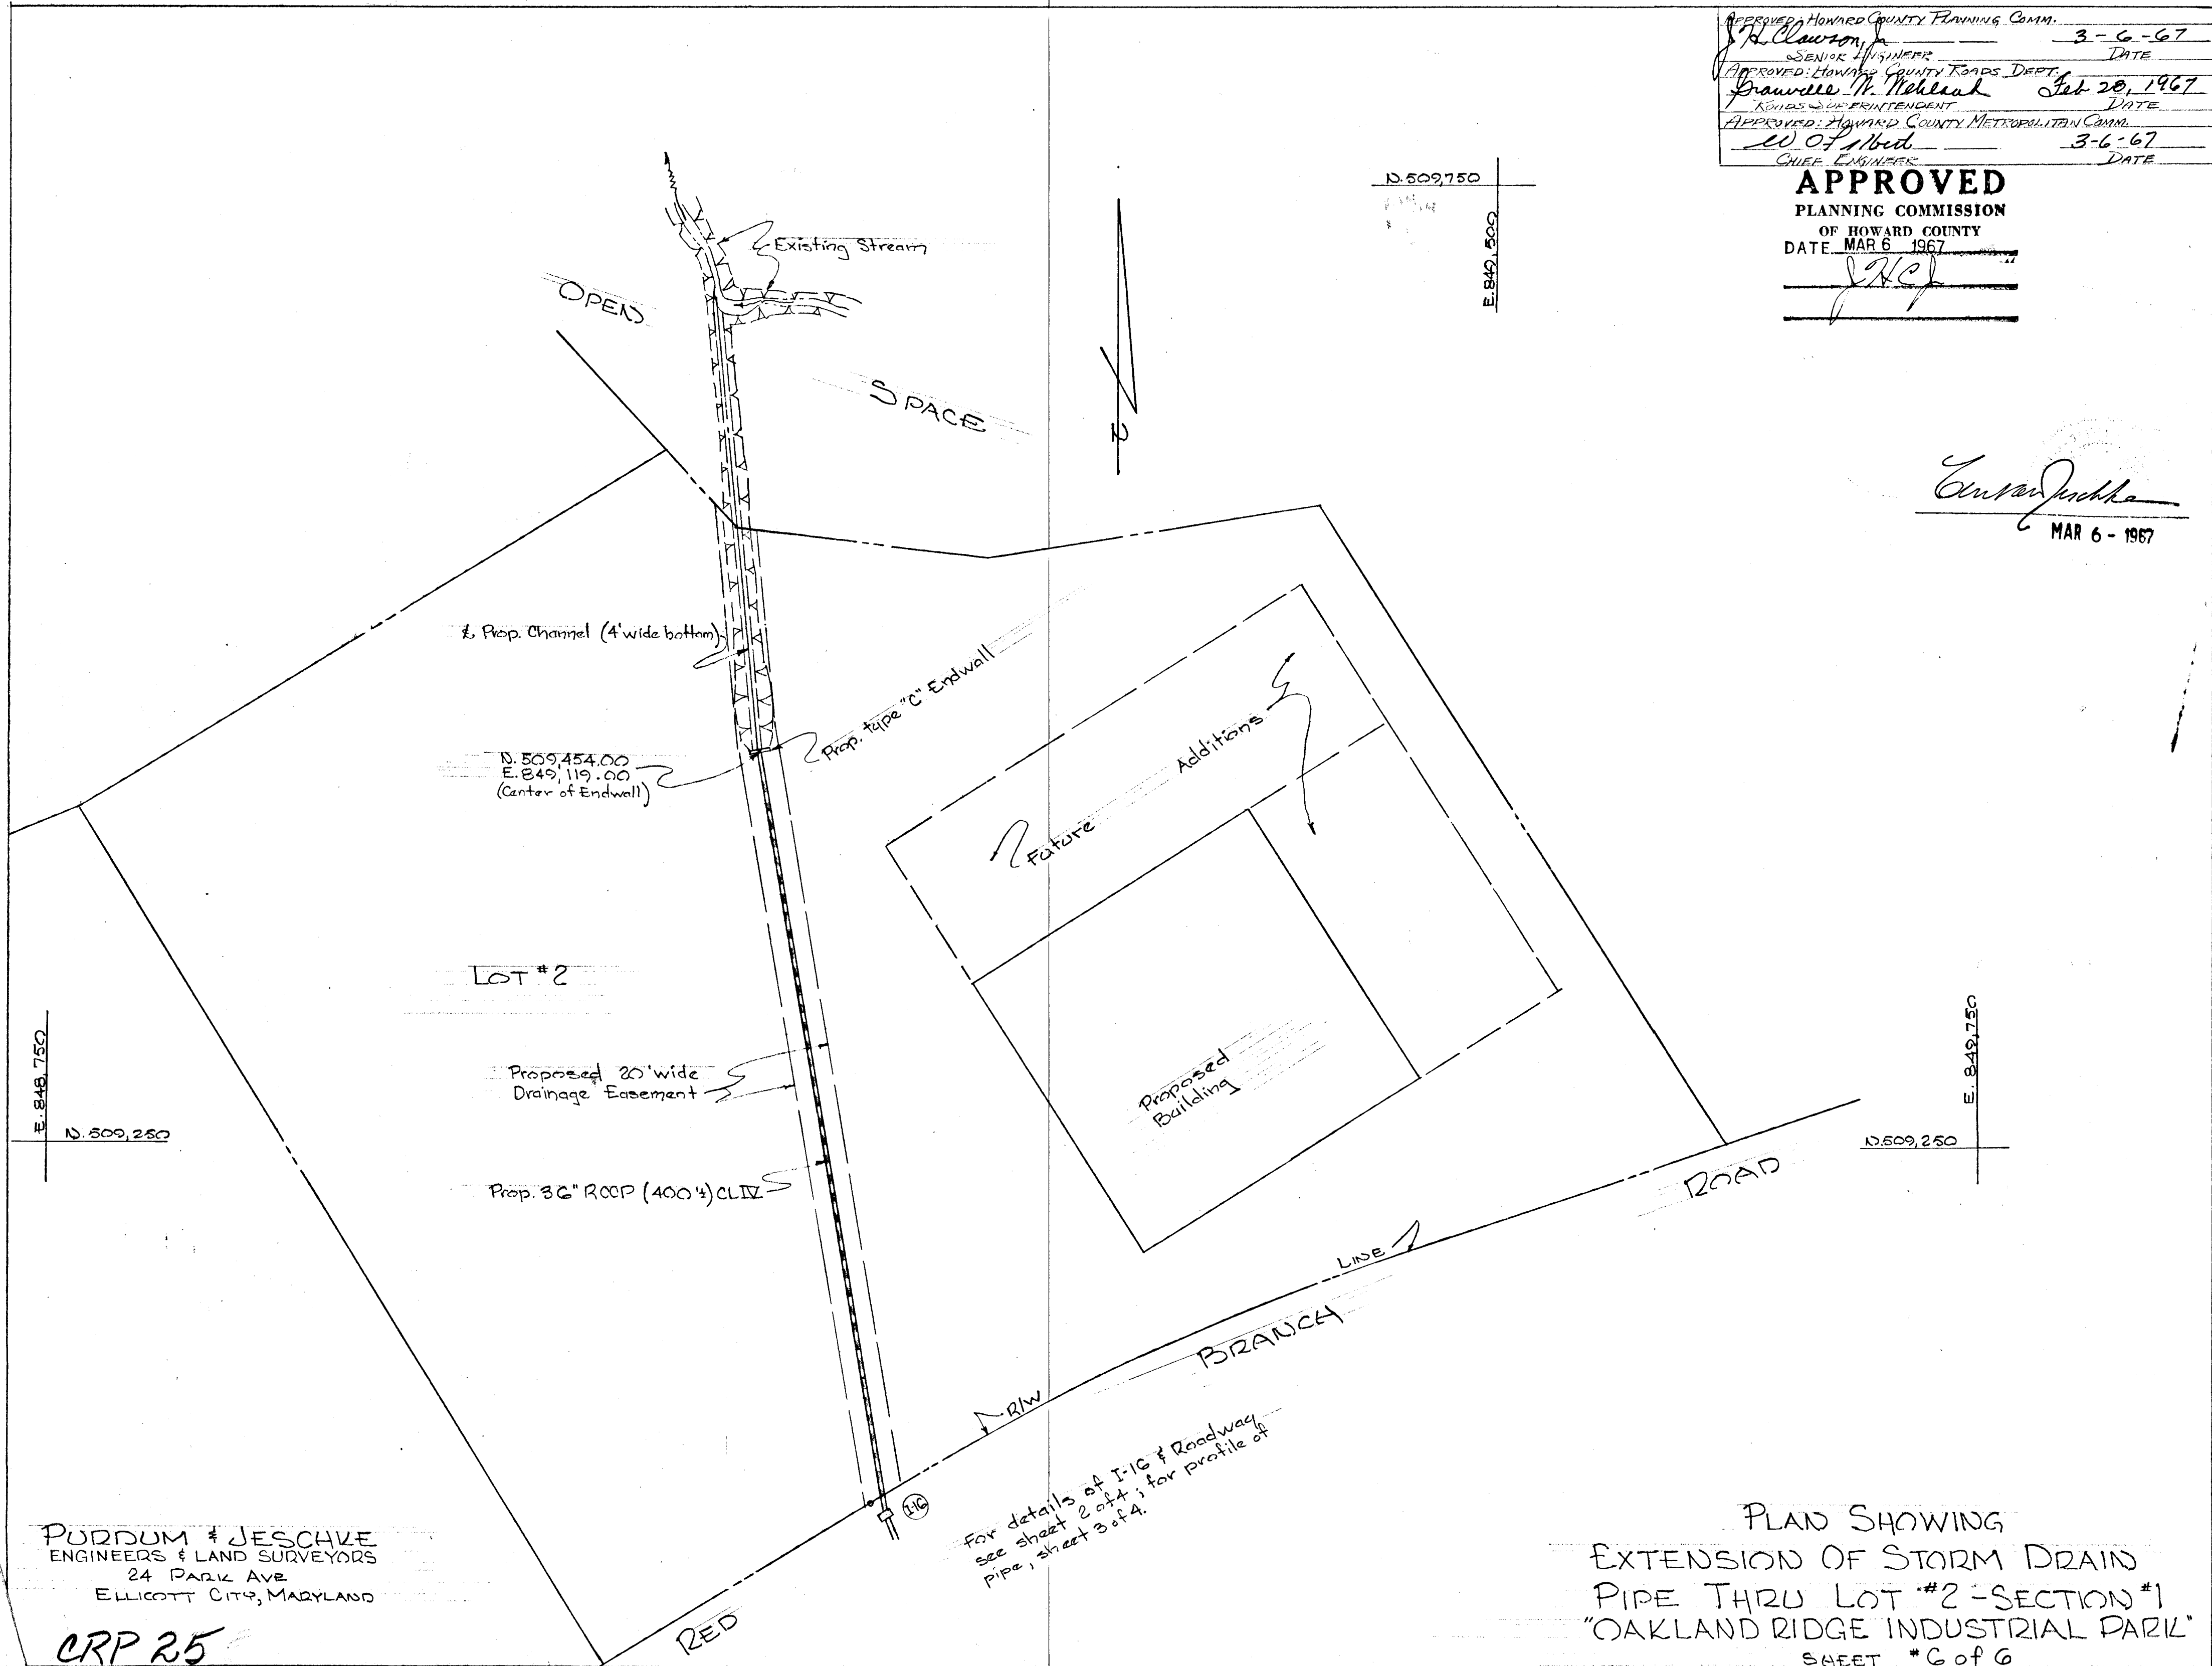 APPROVED: HOWARD COUNTY PLANNING COMM.
J H Clawson, Jr 3-6-67
SENIOR ENGINEER DATE
APPROVED: HOWARD COUNTY ROADS DEPT.
Feb 28, 1967
ROADS SUPERINTENDENT DATE
APPROVED: HOWARD COUNTY METROPOLITAN COMM.
3-6-67
CHIEF ENGINEER DATE
APPROVED
PLANNING COMMISSION
OF HOWARD COUNTY
DATE MAR 6 1967
JHCJ
MAR 6 - 1967
N. 509,750
E. 849,500
Existing Stream
OPEN
SPACE
N
℄ Prop. Channel (4' wide bottom)
Prop. type "C" Endwall
N. 509,454.00
E. 849,119.00
(Center of Endwall)
Future Additions
LOT #2
Proposed 20' wide
Drainage Easement
Prop. 36" RCCP (400'±) CL IV
Proposed
Building
E. 848,750
N. 509,250
E. 849,750
N. 509,250
RED BRANCH ROAD
R/W LINE
I-16
For details of I-16 & Roadway
see sheet 2 of 4; for profile of
pipe, sheet 3 of 4.
PURDUM & JESCHKE
ENGINEERS & LAND SURVEYORS
24 PARK AVE
ELLICOTT CITY, MARYLAND
CRP 25
PLAN SHOWING
EXTENSION OF STORM DRAIN
PIPE THRU LOT #2 - SECTION #1
"OAKLAND RIDGE INDUSTRIAL PARK"
SHEET #6 of 6